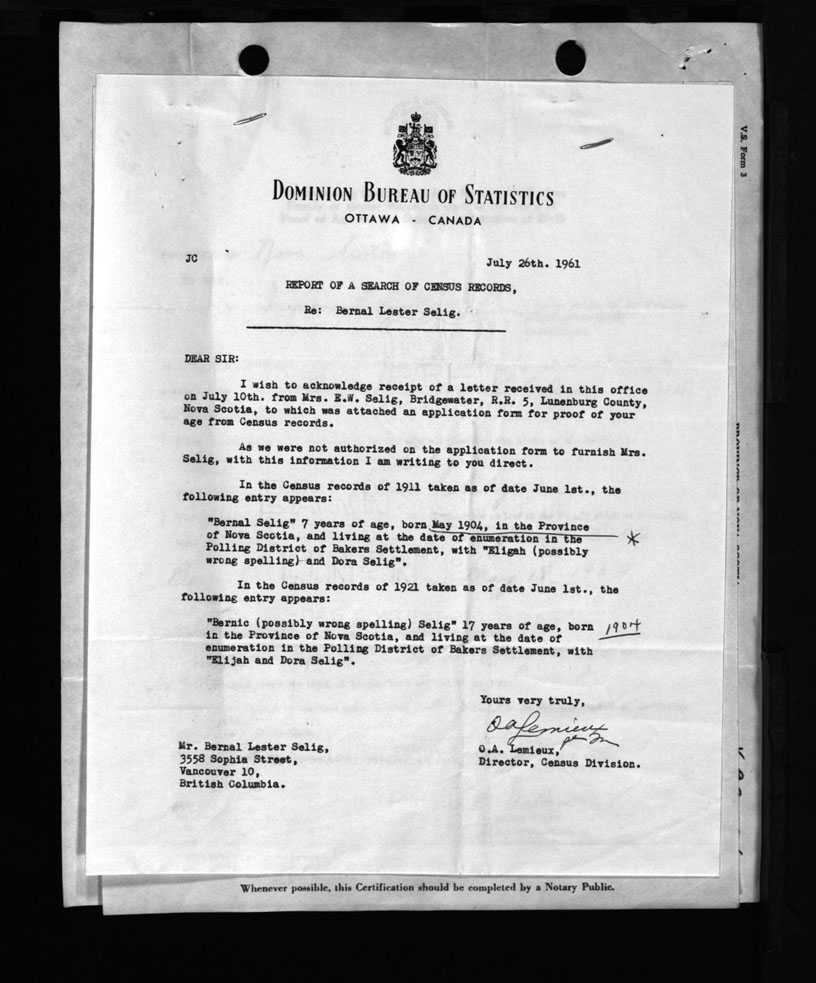 V.S. Form 3
DOMINION BUREAU OF STATISTICS
OTTAWA - CANADA
JC
July 26th. 1961
REPORT OF A SEARCH OF CENSUS RECORDS,
Re: Bernal Lester Selig.
DEAR SIR:
I wish to acknowledge receipt of a letter received in this office
on July 10th. from Mrs. E.W. Selig, Bridgewater, R.R. 5, Lunenburg County,
Nova Scotia, to which was attached an application form for proof of your
age from Census records.
As we were not authorized on the application form to furnish Mrs.
Selig, with this information I am writing to you direct.
In the Census records of 1911 taken as of date June 1st., the
following entry appears:
"Bernal Selig" 7 years of age, born May 1904, in the Province
of Nova Scotia, and living at the date of enumeration in the
Polling District of Bakers Settlement, with "Eligah (possibly
wrong spelling) and Dora Selig".
In the Census records of 1921 taken as of date June 1st., the
following entry appears:
"Bernic (possibly wrong spelling) Selig" 17 years of age, born 1904
in the Province of Nova Scotia, and living at the date of
enumeration in the Polling District of Bakers Settlement, with
"Elijah and Dora Selig".
Yours very truly,
OALemieux
O.A. Lemieux,
Director, Census Division.
Mr. Bernal Lester Selig,
3558 Sophia Street,
Vancouver 10,
British Columbia.
Whenever possible, this Certification should be completed by a Notary Public.